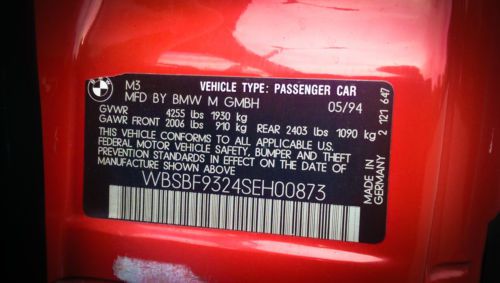 BMW
M3 VEHICLE TYPE: PASSENGER CAR
MFD BY BMW M GMBH 05/94
GVWR 4255 lbs 1930 kg
GAWR FRONT 2006 lbs 910 kg REAR 2403 lbs 1090 kg
THIS VEHICLE CONFORMS TO ALL APPLICABLE U.S.
FEDERAL MOTOR VEHICLE SAFETY, BUMPER, AND THEFT
PREVENTION STANDARDS IN EFFECT ON THE DATE OF
MANUFACTURE SHOWN ABOVE
WBSBF9324SEH00873
MADE IN
GERMANY
2 121 647